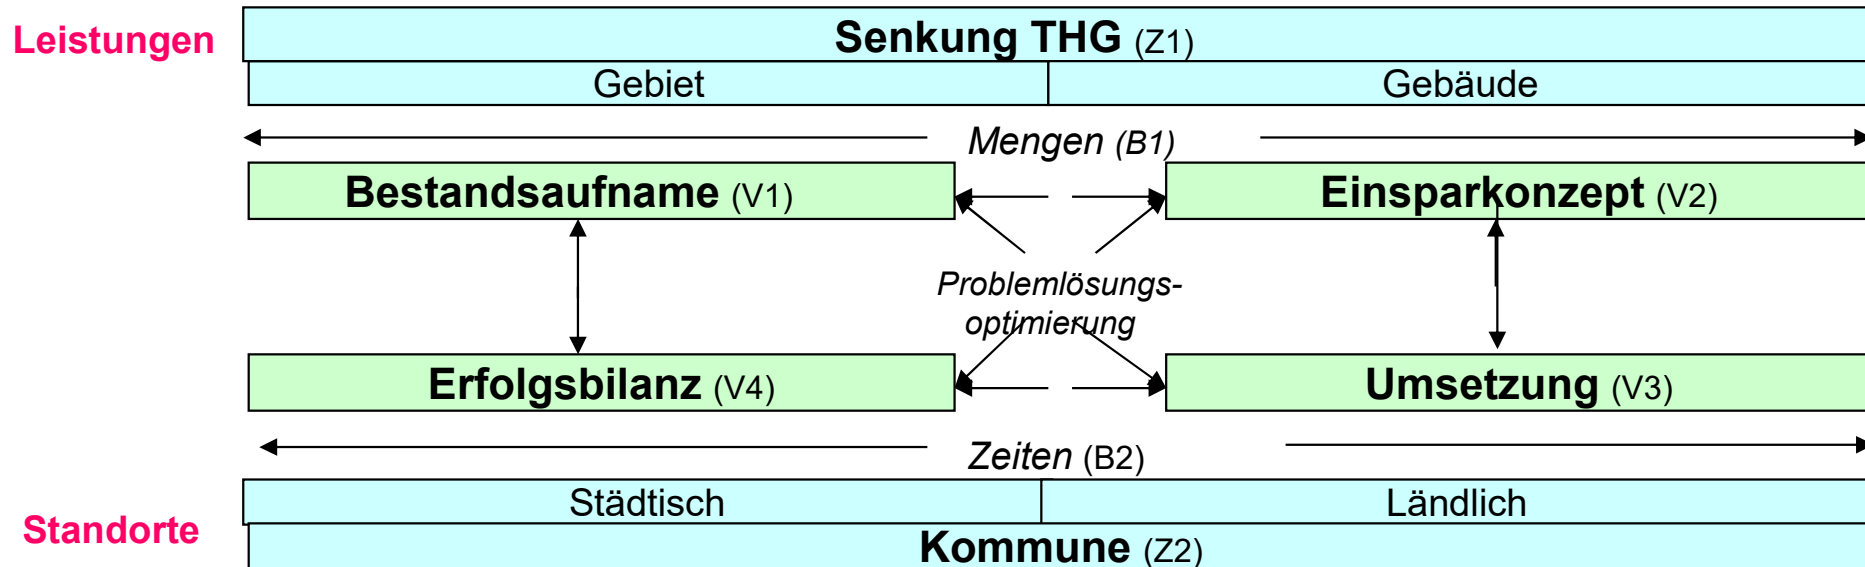 Leistungen
Senkung THG (Z1)
Gebiet
Gebäude
Mengen (B1)
Bestandsaufname (V1)
Einsparkonzept (V2)
Problemlösungs-
optimierung
Erfolgsbilanz (V4)
Umsetzung (V3)
Zeiten (B2)
Städtisch
Ländlich
Standorte
Kommune (Z2)